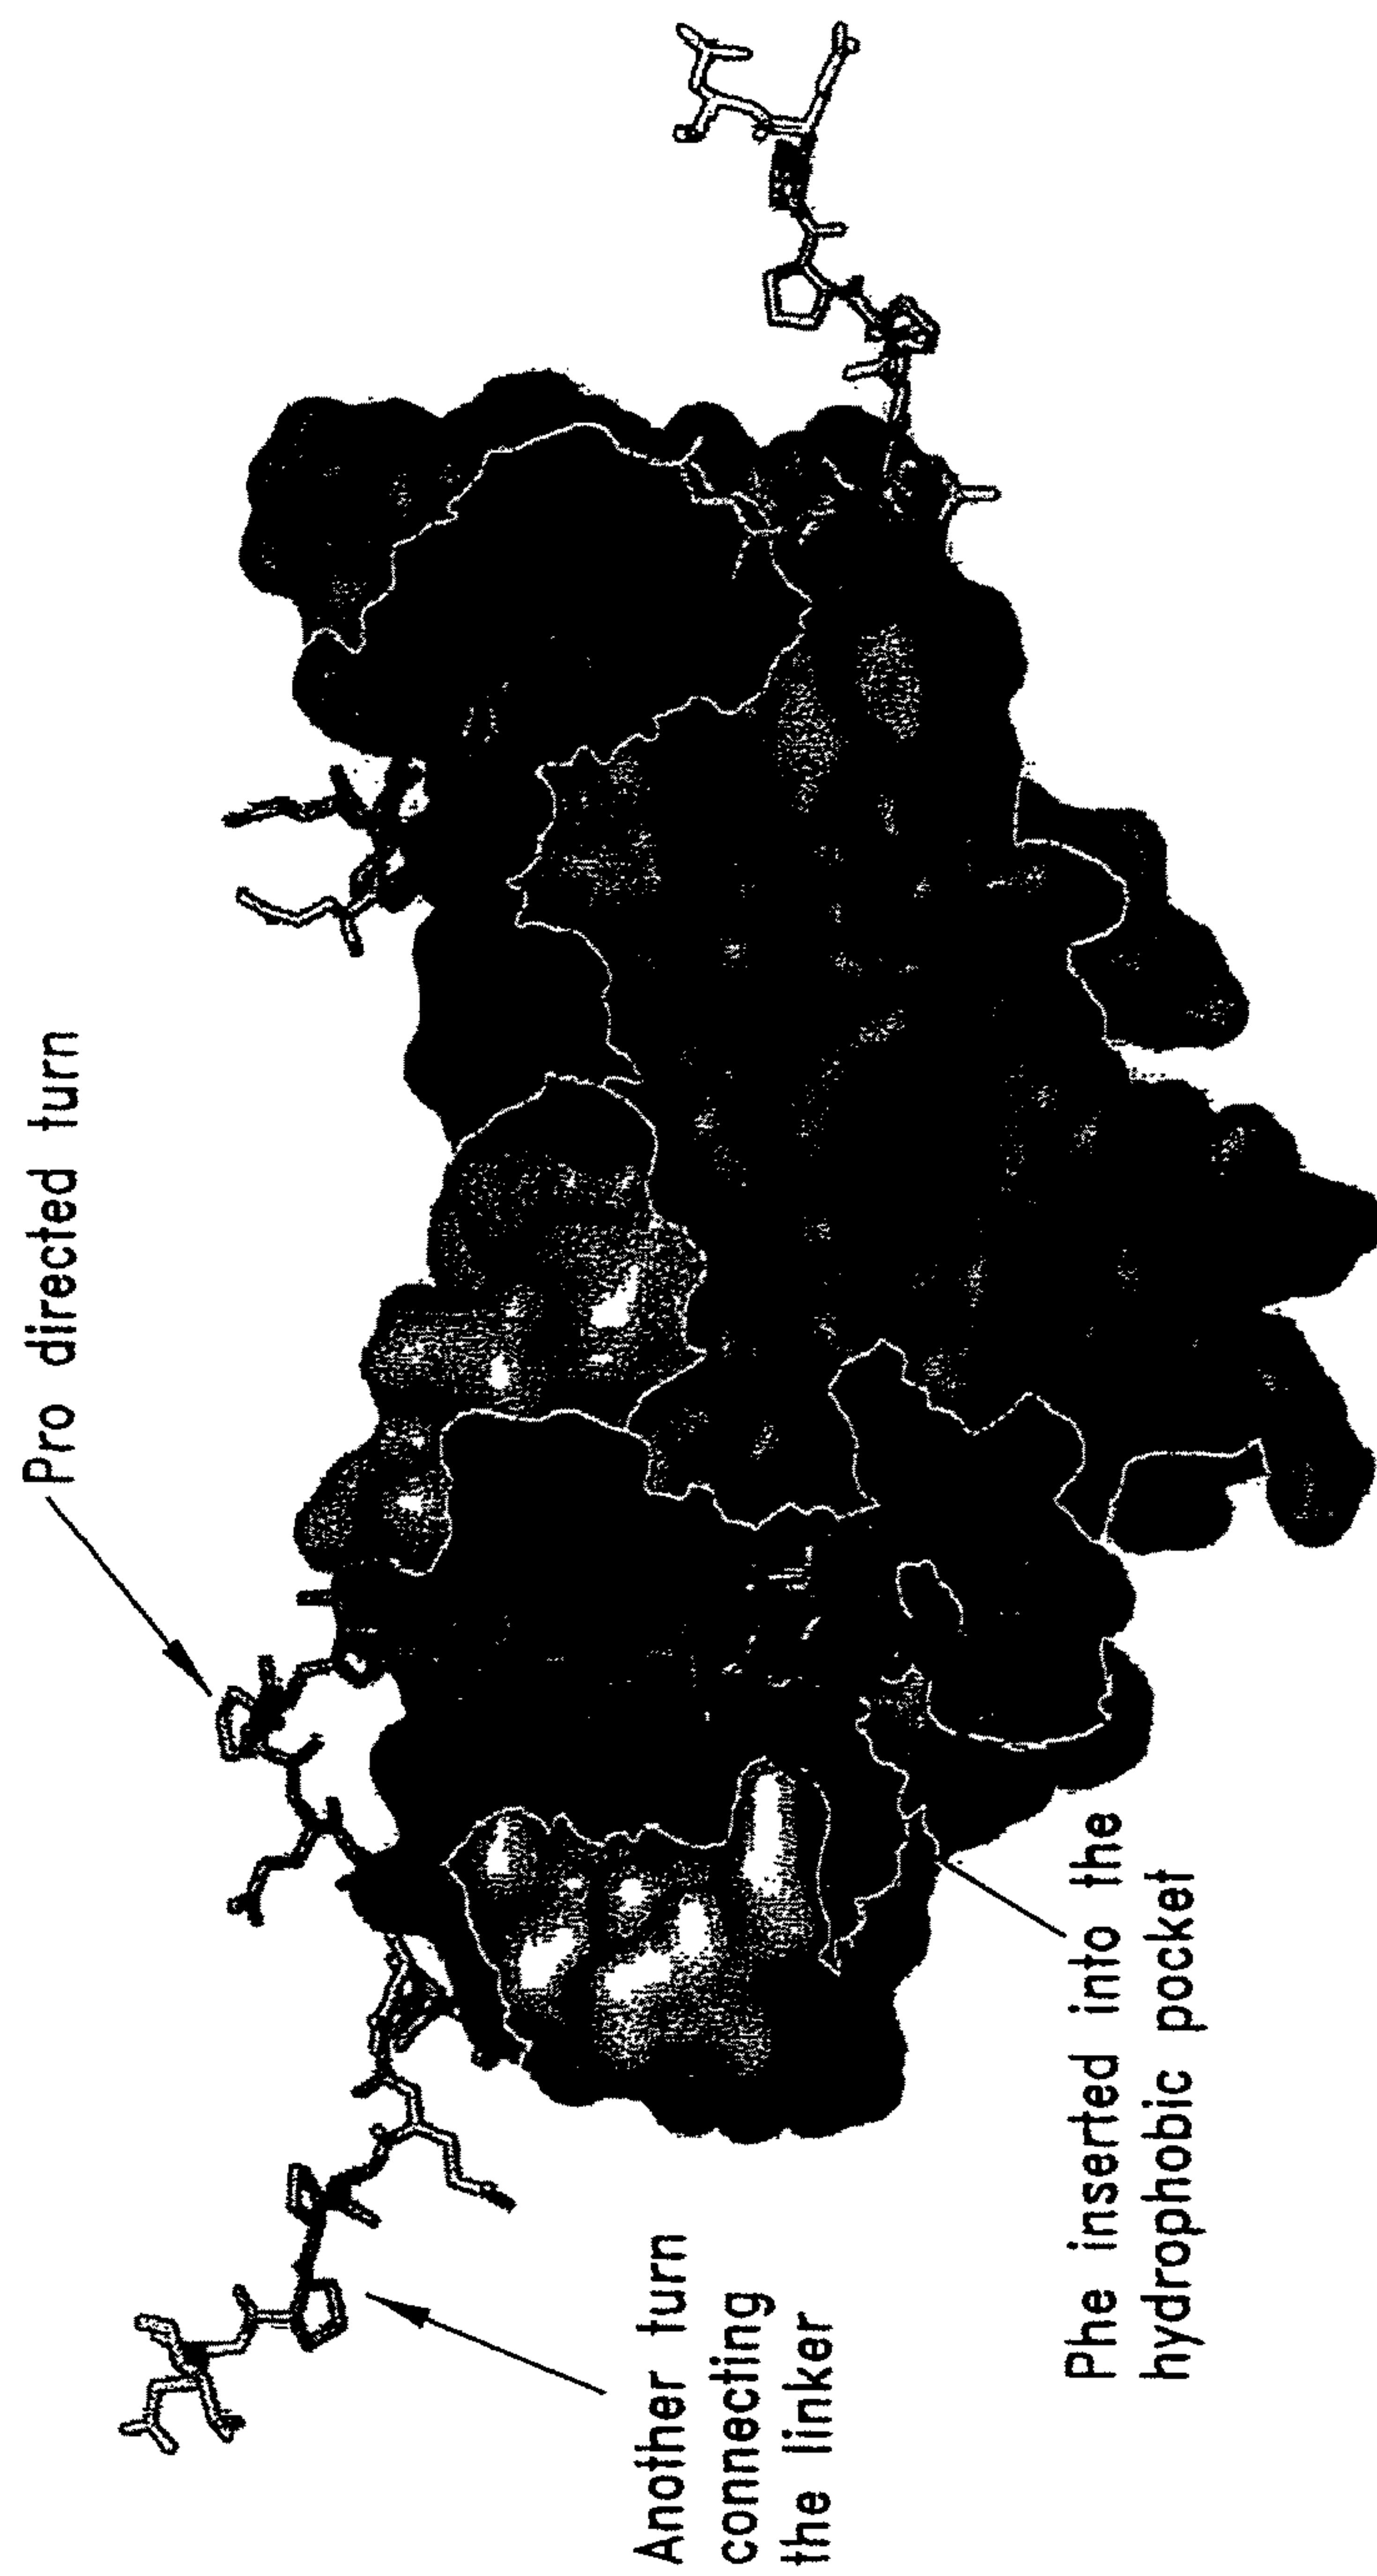 Pro directed turn
Another turn
connecting
the linker
Phe inserted into the
hydrophobic pocket